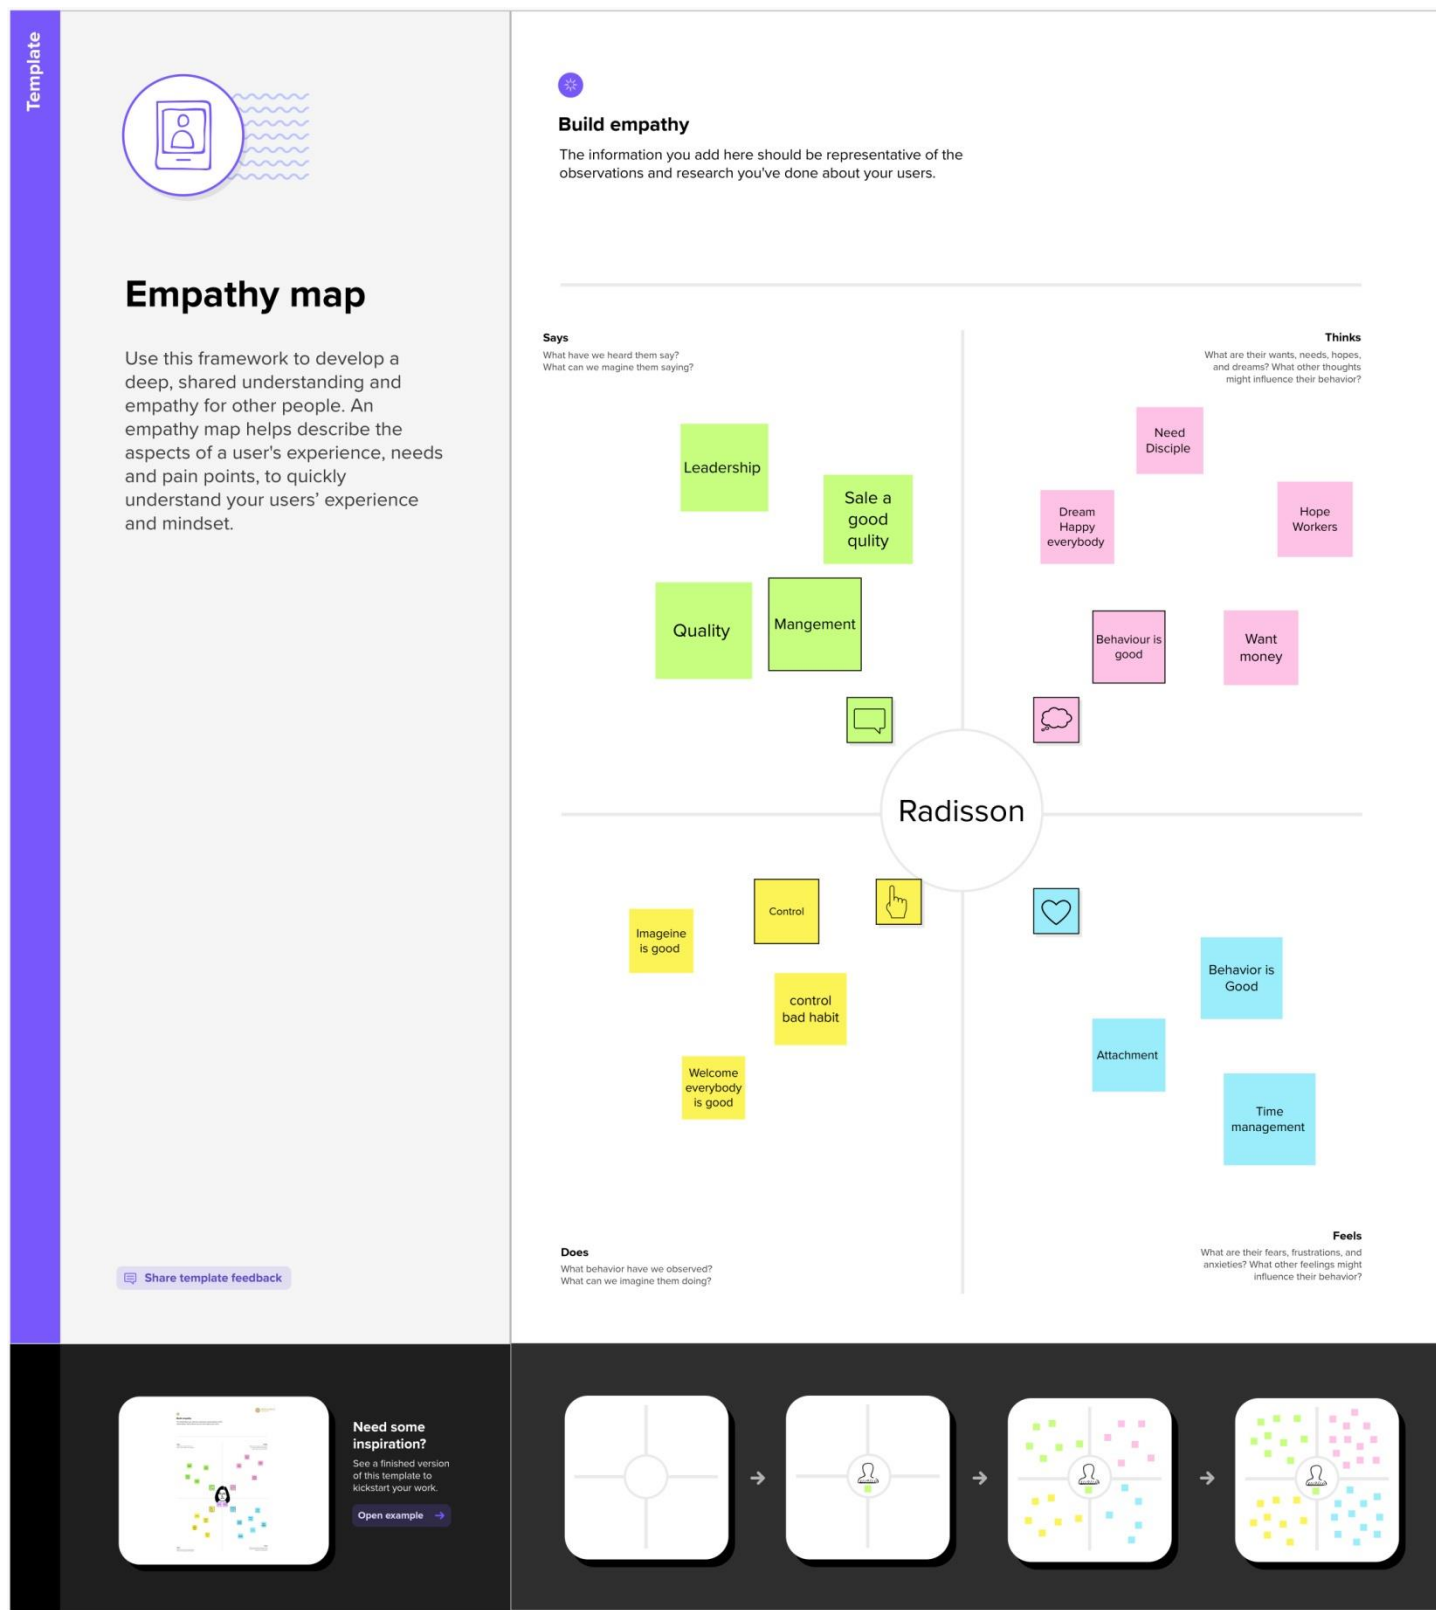 Template
Empathy map
Use this framework to develop a
deep, shared understanding and
empathy for other people. An
empathy map helps describe the
aspects of a user's experience, needs
and pain points, to quickly
understand your users’ experience
and mindset.
Share template feedback
Build empathy
The information you add here should be representative of the
observations and research you've done about your users.
Says
What have we heard them say?
What can we magine them saying?
Leadership
Sale a
good
qulity
Quality
Mangement
Thinks
What are their wants, needs, hopes,
and dreams? What other thoughts
might influence their behavior?
Need
Disciple
Dream
Happy
everybody
Hope
Workers
Behaviour is
good
Want
money
Radisson
Imageine
is good
Control
control
bad habit
Welcome
everybody
is good
Does
What behavior have we observed?
What can we imagine them doing?
Behavior is
Good
Attachment
Time
management
Feels
What are their fears, frustrations, and
anxieties? What other feelings might
influence their behavior?
Need some
inspiration?
See a finished version
of this template to
kickstart your work.
Open example